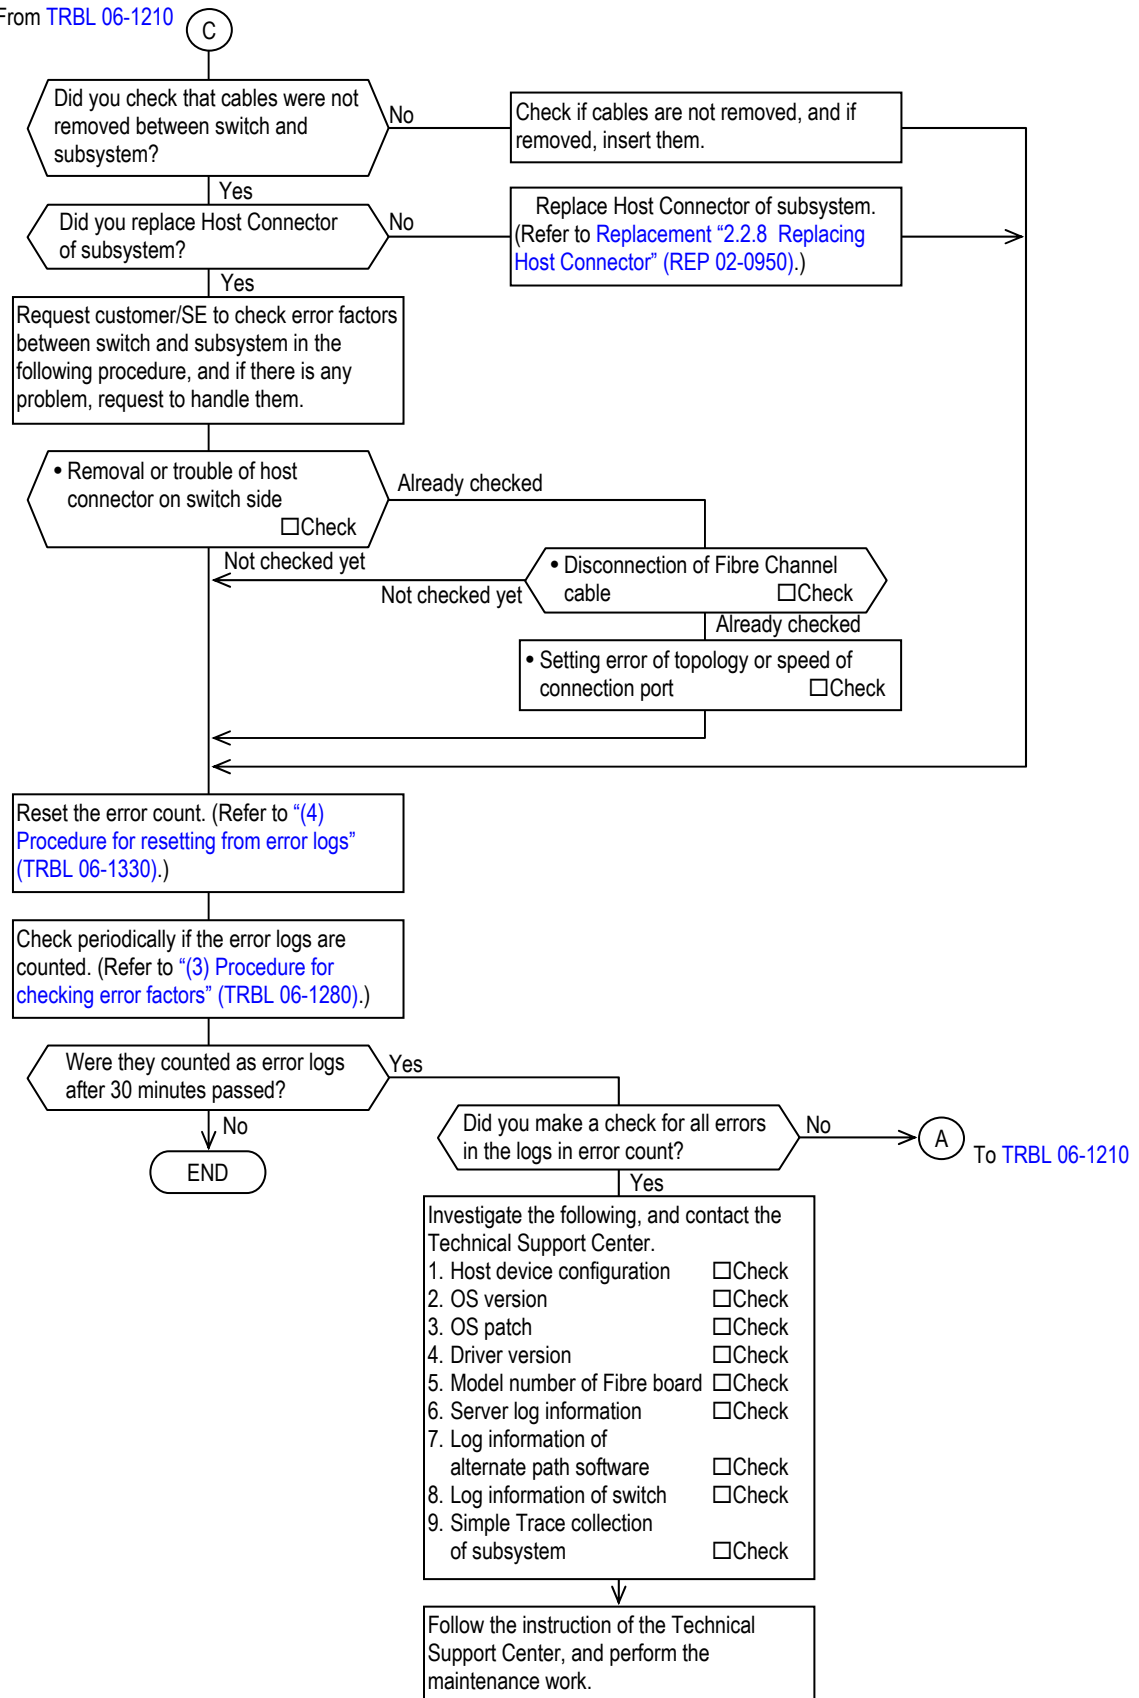 From TRBL 06-1210
C
Did you check that cables were not
removed between switch and
subsystem?
No
Check if cables are not removed, and if
removed, insert them.
Yes
Did you replace Host Connector
of subsystem?
No
Replace Host Connector of subsystem.
(Refer to Replacement “2.2.8  Replacing
Host Connector” (REP 02-0950).)
Yes
Request customer/SE to check error factors
between switch and subsystem in the
following procedure, and if there is any
problem, request to handle them.
• Removal or trouble of host
connector on switch side
☐Check
Already checked
Not checked yet
• Disconnection of Fibre Channel
cable ☐Check
Not checked yet
Already checked
• Setting error of topology or speed of
connection port ☐Check
Reset the error count. (Refer to “(4)
Procedure for resetting from error logs”
(TRBL 06-1330).)
Check periodically if the error logs are
counted. (Refer to “(3) Procedure for
checking error factors” (TRBL 06-1280).)
Were they counted as error logs
after 30 minutes passed?
Yes
No
END
Did you make a check for all errors
in the logs in error count?
No
A
To TRBL 06-1210
Yes
Investigate the following, and contact the
Technical Support Center.
1. Host device configuration ☐Check
2. OS version ☐Check
3. OS patch ☐Check
4. Driver version ☐Check
5. Model number of Fibre board ☐Check
6. Server log information ☐Check
7. Log information of
alternate path software ☐Check
8. Log information of switch ☐Check
9. Simple Trace collection
of subsystem ☐Check
Follow the instruction of the Technical
Support Center, and perform the
maintenance work.